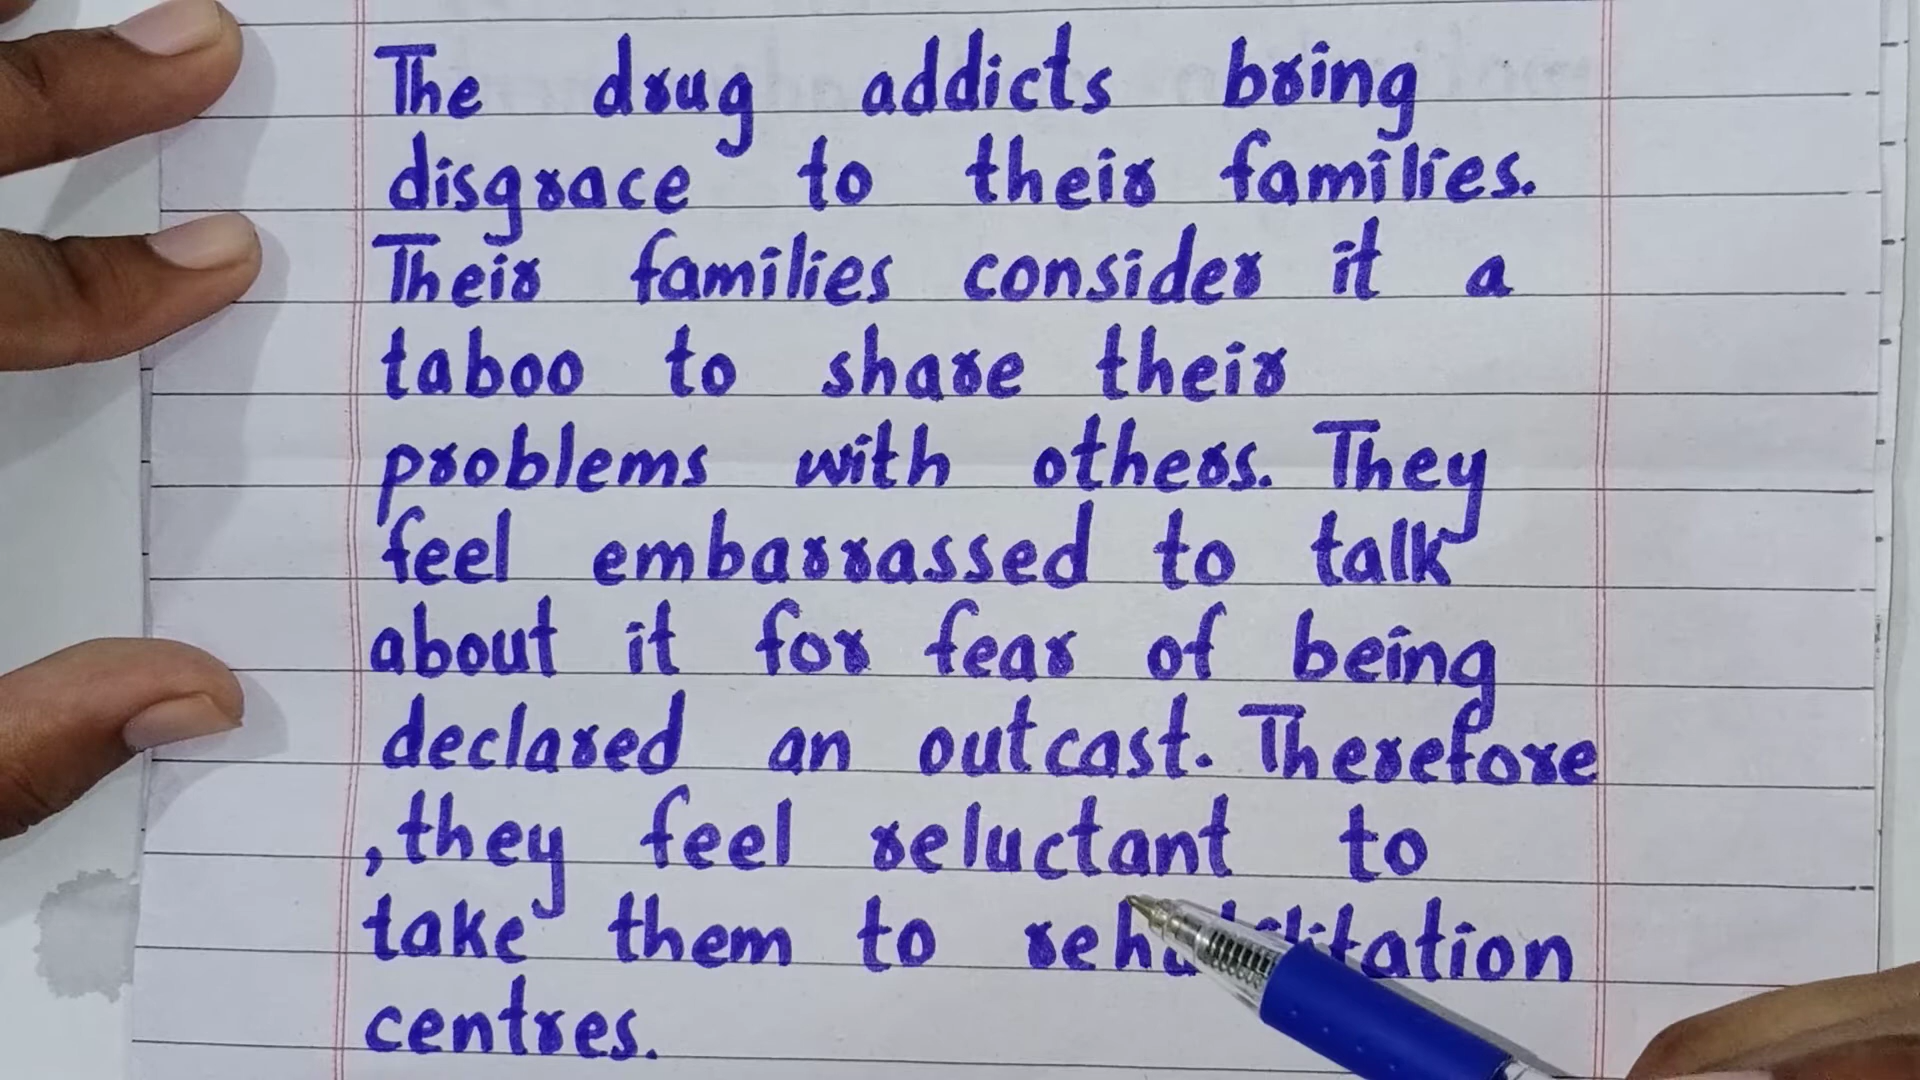 The drug addicts bring
disgrace to their families.
Their families consider it a
taboo to share their
problems with others. They
feel embarrassed to talk
about it for fear of being
declared an outcast. Therefore
, they feel reluctant to
take them to rehabilitation
centres.